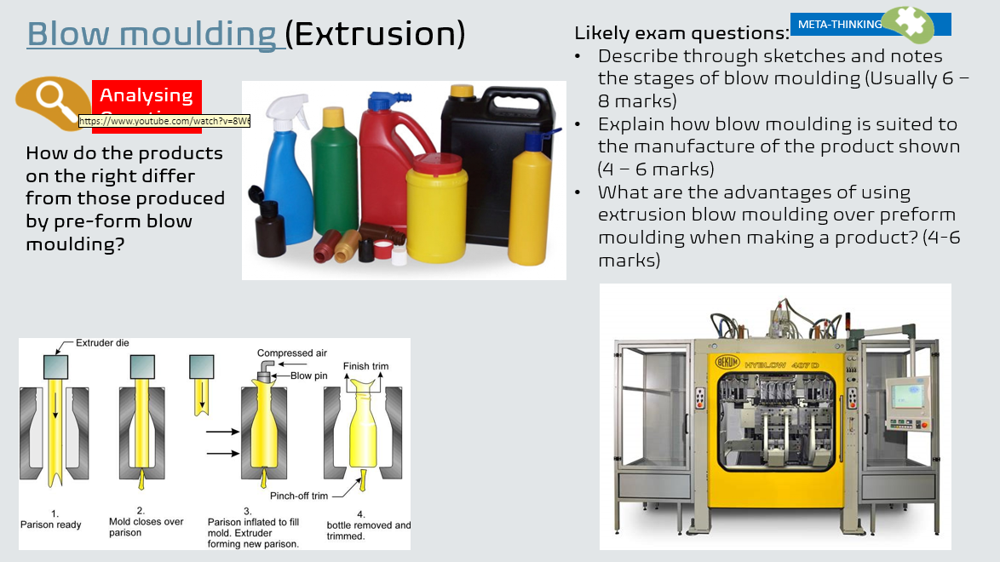 Blow moulding (Extrusion)
Analysing
https://www.youtube.com/watch?v=8W
How do the products
on the right differ
from those produced
by pre-form blow
moulding?
META-THINKING
Likely exam questions:
• Describe through sketches and notes
the stages of blow moulding (Usually 6 –
8 marks)
• Explain how blow moulding is suited to
the manufacture of the product shown
(4 – 6 marks)
• What are the advantages of using
extrusion blow moulding over preform
moulding when making a product? (4-6
marks)
Extruder die
Compressed air
Blow pin
Finish trim
Pinch-off trim
1.
Parison ready
2.
Mold closes over
parison
3.
Parison inflated to fill
mold. Extruder
forming new parison.
4.
bottle removed and
trimmed.
BEKUM
HYBLOW 407 D